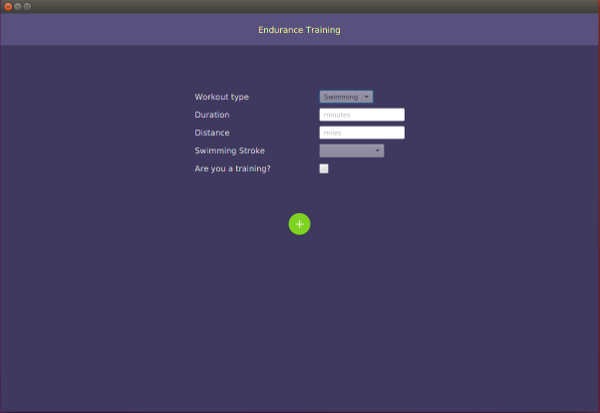 Endurance Training
Workout type Swimming
Duration minutes
Distance miles
Swimming Stroke
Are you a training?
+